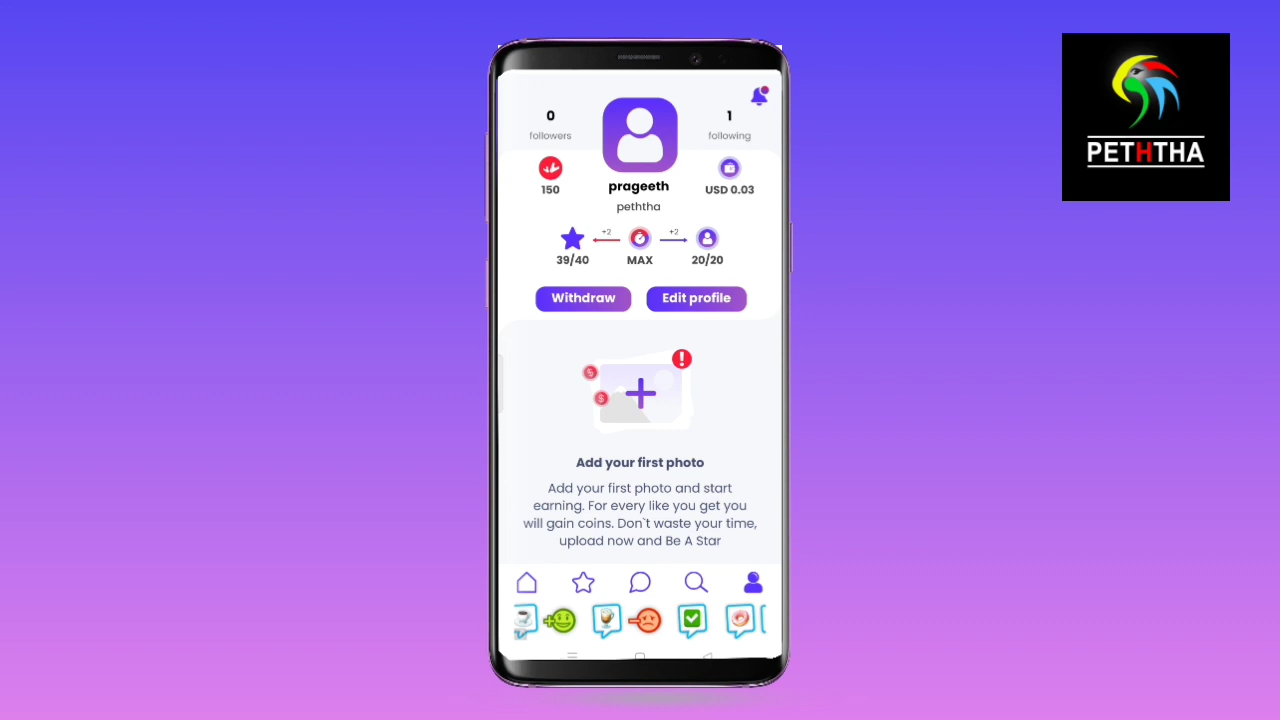 PETHTHA
0
followers
1
following
150
prageeth
peththa
USD 0.03
+2
+2
39/40
MAX
20/20
Withdraw
Edit profile
Add your first photo
Add your first photo and start
earning. For every like you get you
will gain coins. Don`t waste your time,
upload now and Be A Star